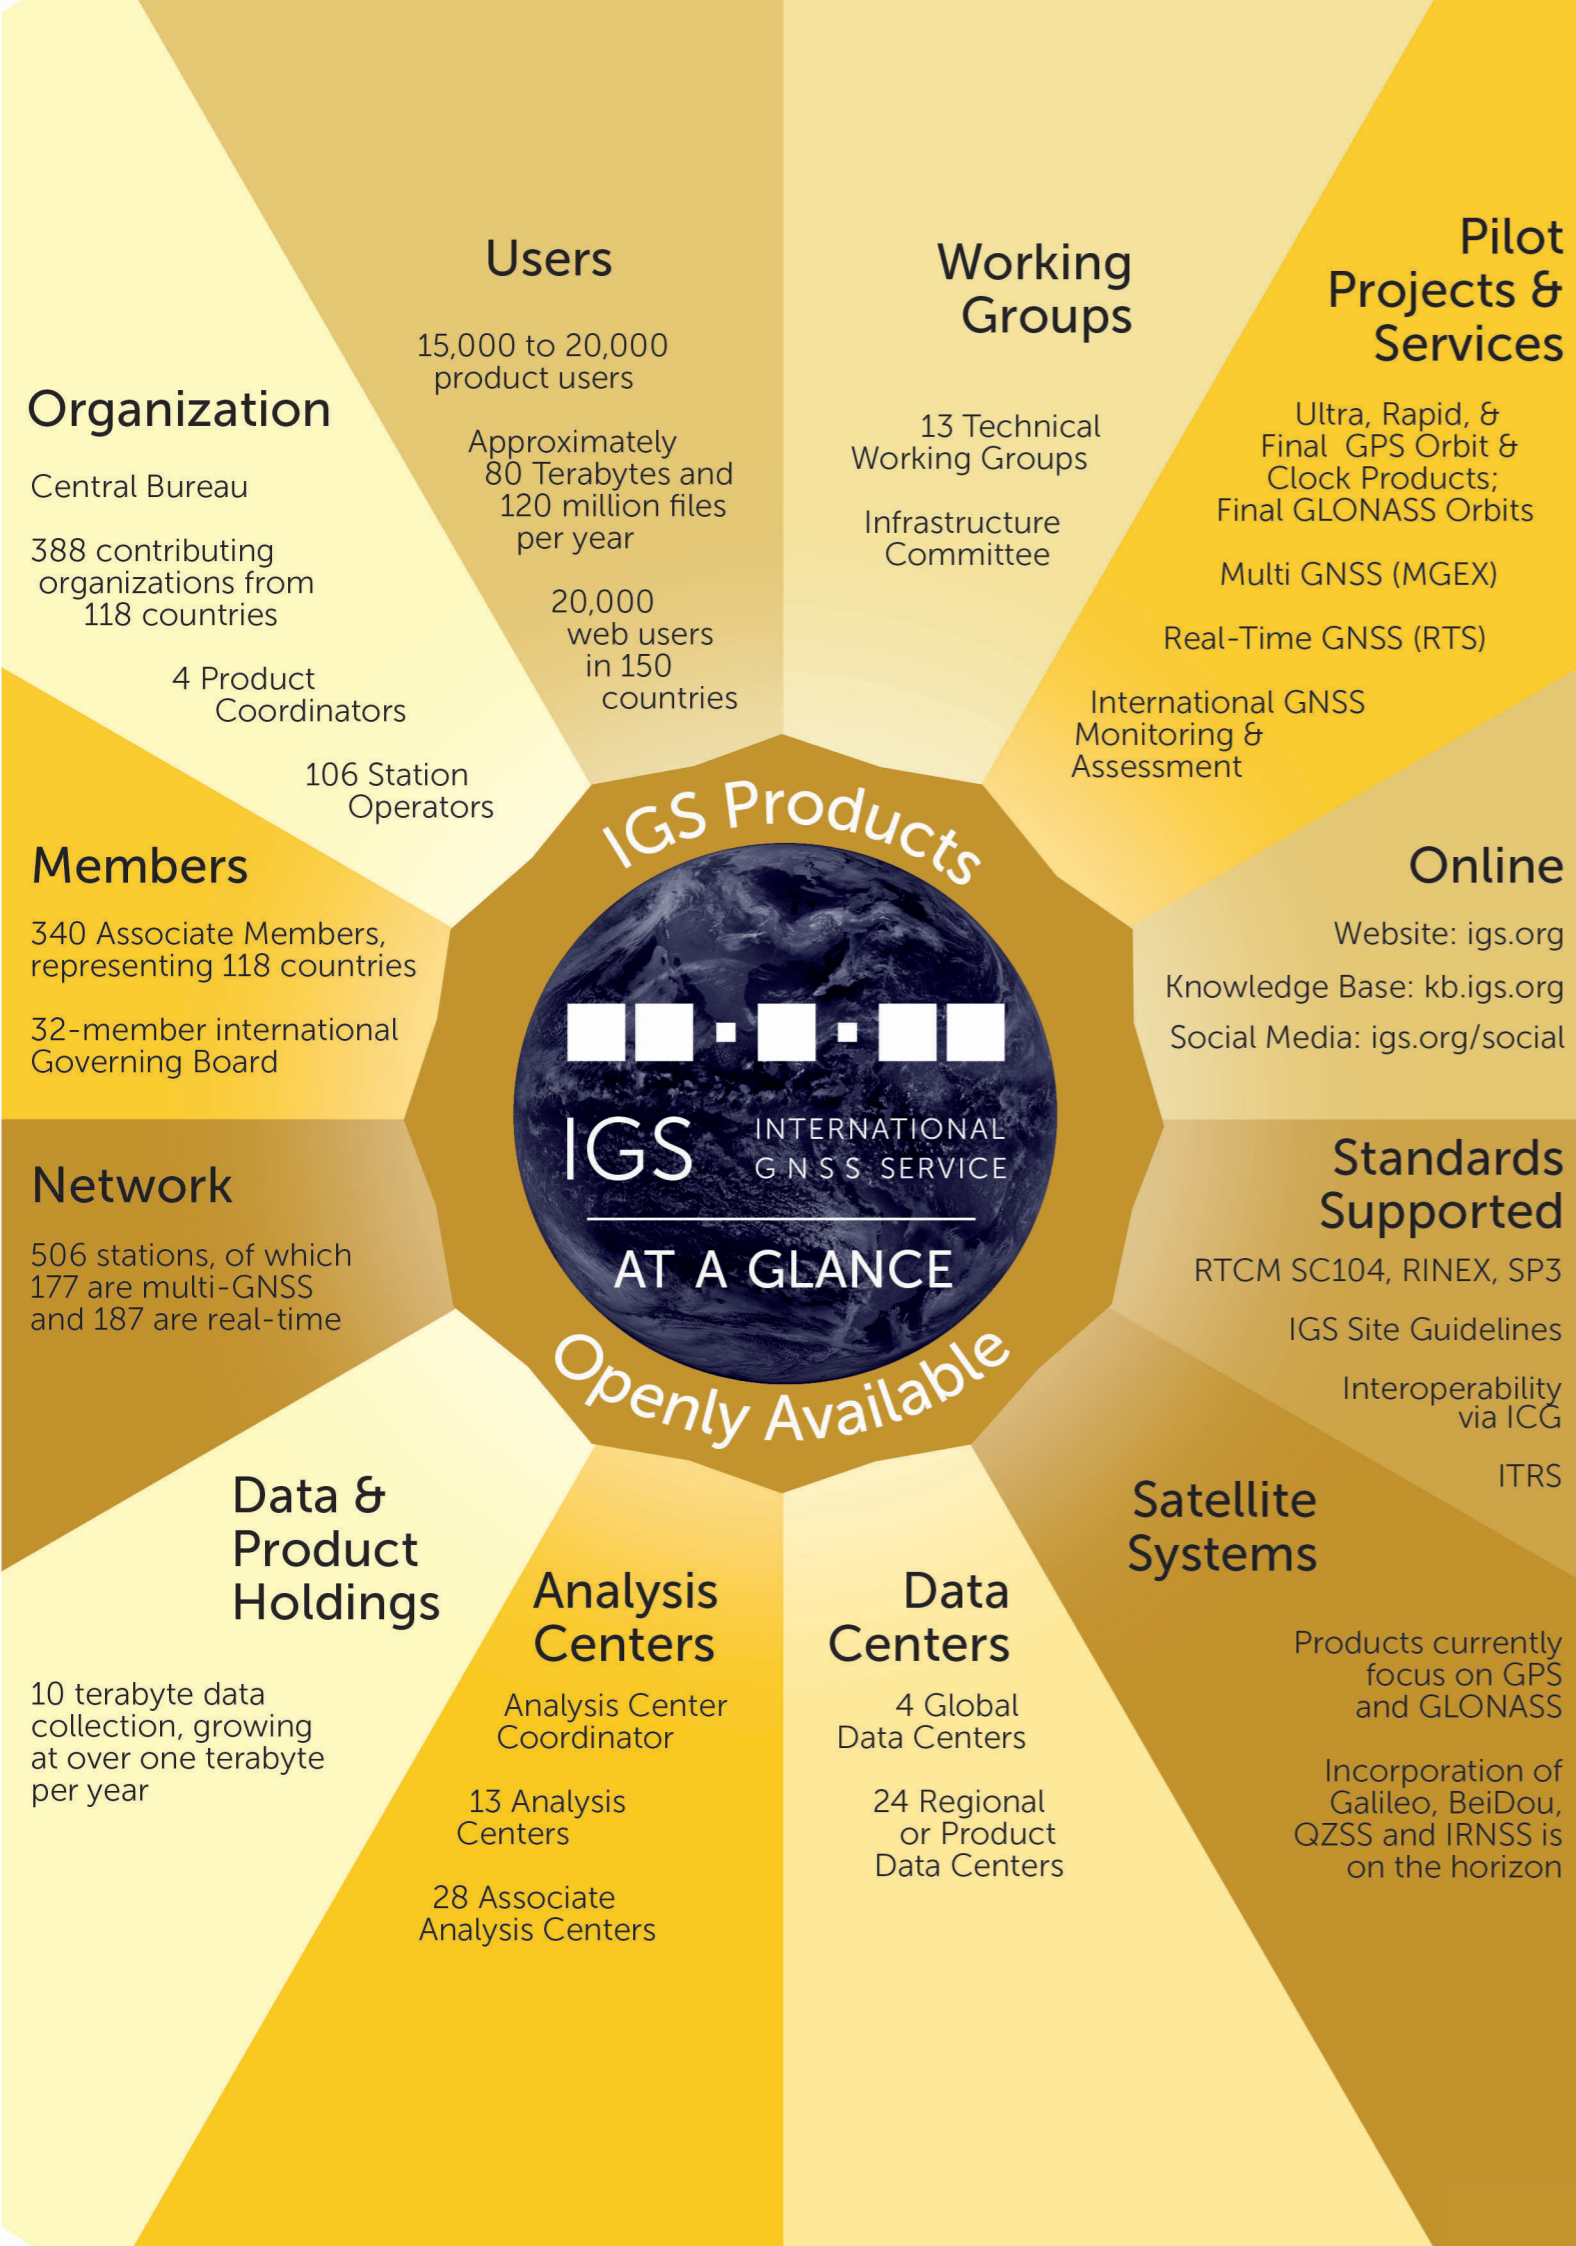 Users
15,000 to 20,000
product users
Approximately
80 Terabytes and
120 million files
per year
20,000
web users
in 150
countries
Working
Groups
13 Technical
Working Groups
Infrastructure
Committee
Pilot
Projects &
Services
Ultra, Rapid, &
Final GPS Orbit &
Clock Products;
Final GLONASS Orbits
Multi GNSS (MGEX)
Real-Time GNSS (RTS)
International GNSS
Monitoring &
Assessment
Organization
Central Bureau
388 contributing
organizations from
118 countries
4 Product
Coordinators
106 Station
Operators
Members
340 Associate Members,
representing 118 countries
32-member international
Governing Board
Network
506 stations, of which
177 are multi-GNSS
and 187 are real-time
IGS Products
IGS
INTERNATIONAL
GNSS SERVICE
AT A GLANCE
Openly Available
Online
Website: igs.org
Knowledge Base: kb.igs.org
Social Media: igs.org/social
Standards
Supported
RTCM SC104, RINEX, SP3
IGS Site Guidelines
Interoperability
via ICG
ITRS
Data &
Product
Holdings
10 terabyte data
collection, growing
at over one terabyte
per year
Analysis
Centers
Analysis Center
Coordinator
13 Analysis
Centers
28 Associate
Analysis Centers
Data
Centers
4 Global
Data Centers
24 Regional
or Product
Data Centers
Satellite
Systems
Products currently
focus on GPS
and GLONASS
Incorporation of
Galileo, BeiDou,
QZSS and IRNSS is
on the horizon